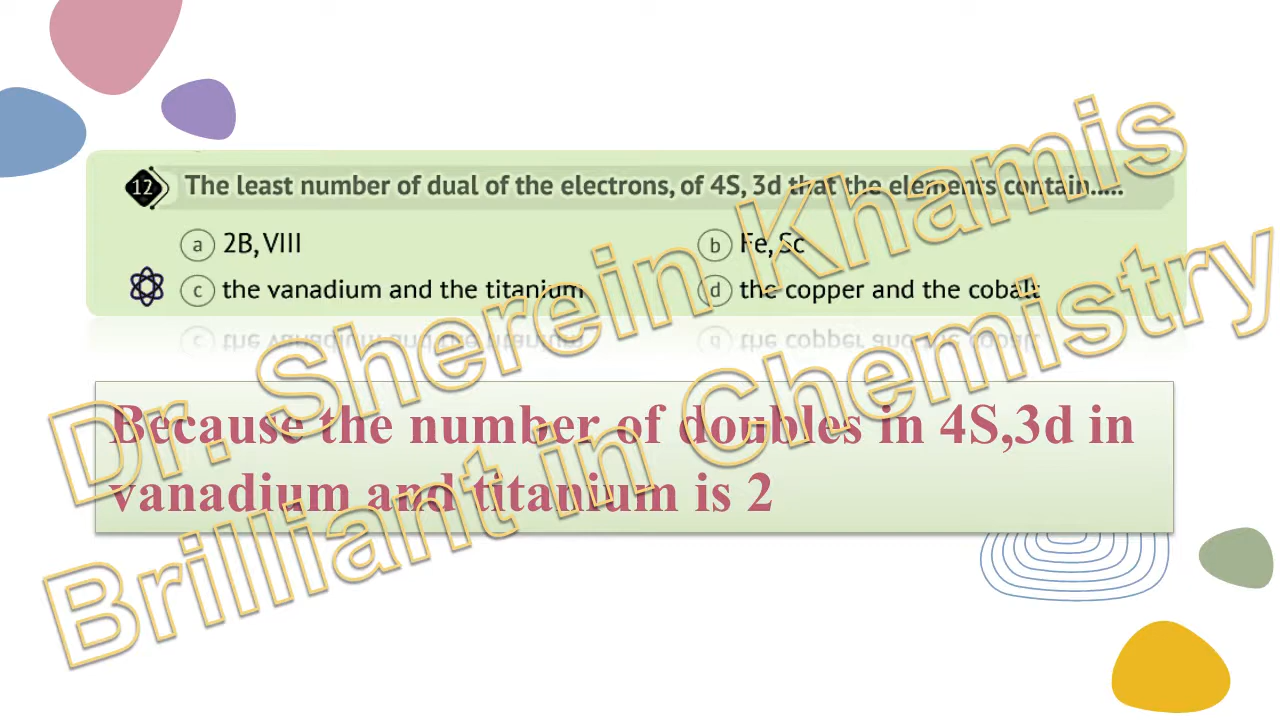 12 The least number of dual of the electrons, of 4S, 3d that the elements contain.....
a 2B, VIII
b Fe, Sc
c the vanadium and the titanium
d the copper and the cobalt
Because the number of doubles in 4S,3d in
vanadium and titanium is 2
Dr. Sherein Khamis
Brilliant in Chemistry